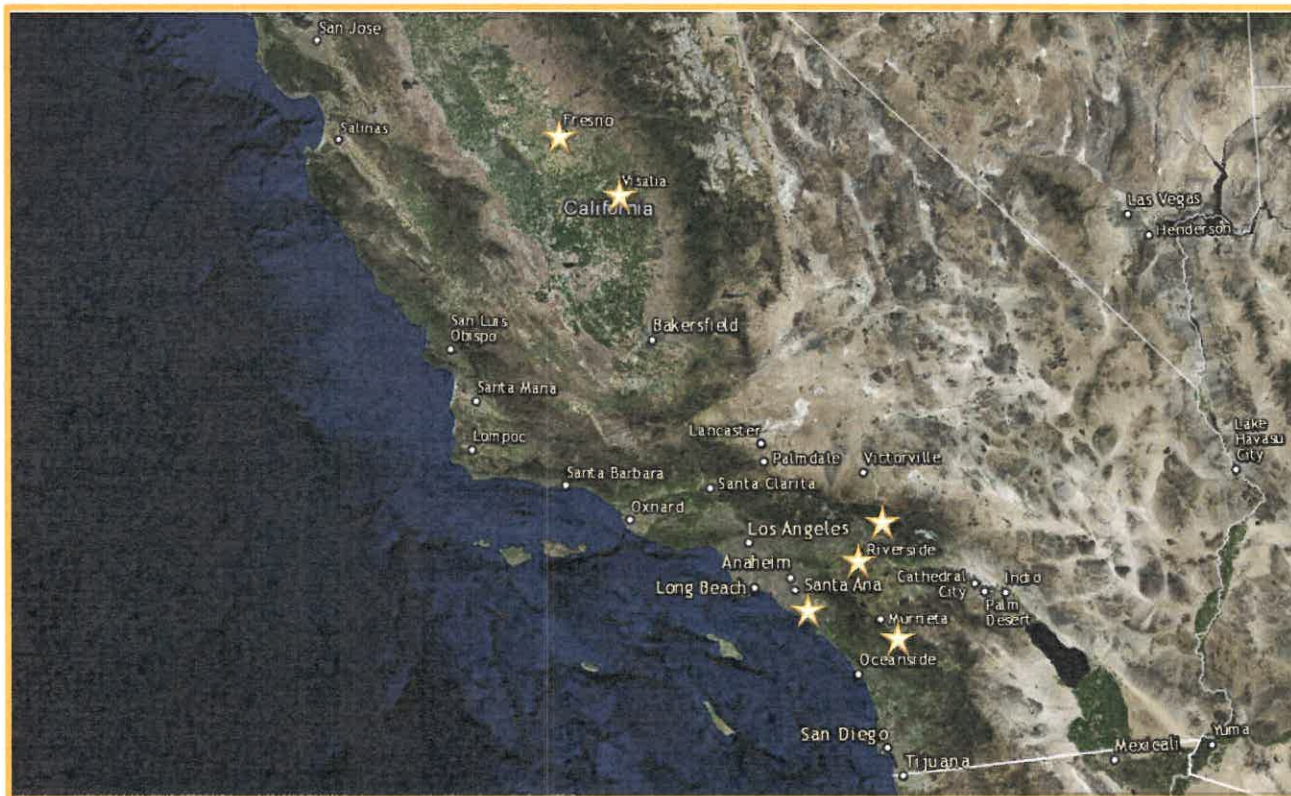 San Jose
Fresno
Salinas
Visalia
California
Las Vegas
Henderson
San Luis
Obispo
Bakersfield
Santa Maria
Lancaster
Lake
Havasu
City
Lompoc
Palmdale
Victorville
Santa Barbara
Santa Clarita
Oxnard
Los Angeles
Riverside
Anaheim
Cathedral
City
Indio
Long Beach
Santa Ana
Palm
Desert
Murrieta
Oceanside
San Diego
Yuma
Mexicali
Tijuana